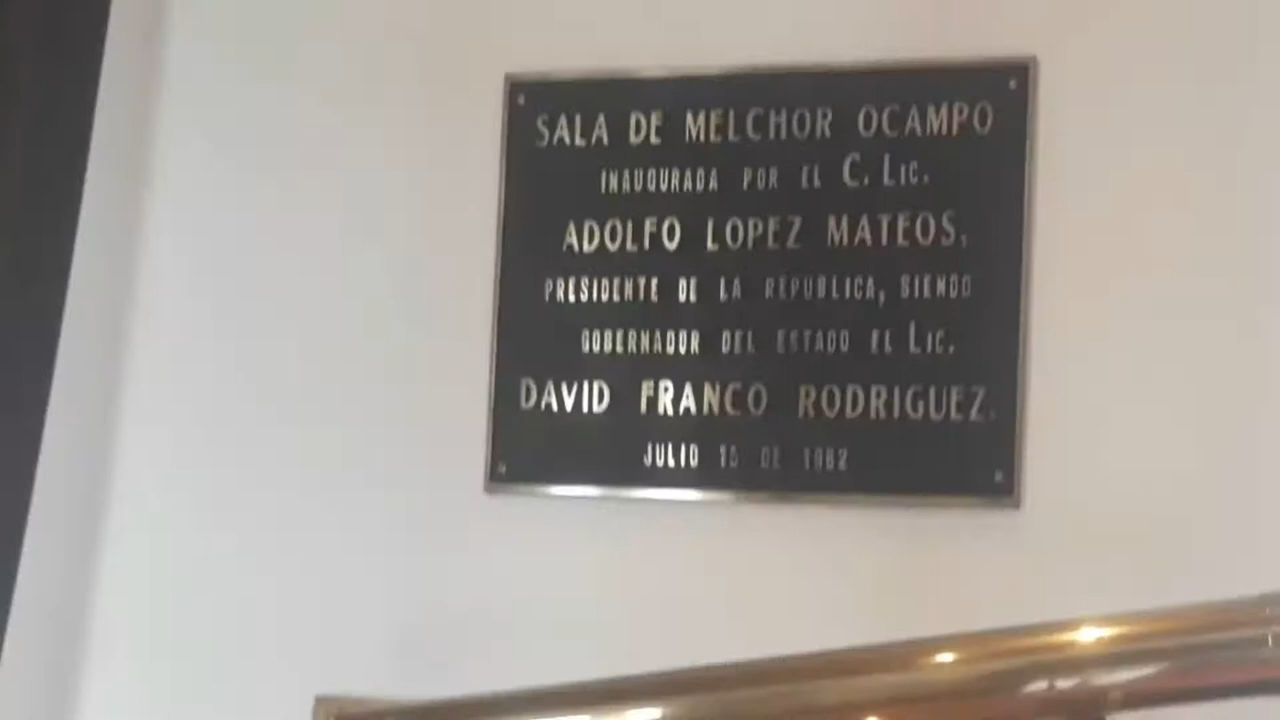 SALA DE MELCHOR OCAMPO
INAUGURADA POR EL C. LIC.
ADOLFO LOPEZ MATEOS,
PRESIDENTE DE LA REPUBLICA, SIENDO
GOBERNADOR DEL ESTADO EL LIC.
DAVID FRANCO RODRIGUEZ.
JULIO DE 1962